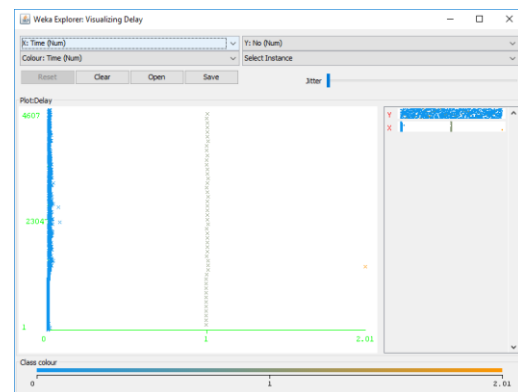 Weka Explorer: Visualizing Delay
X: Time (Num) Y: No (Num)
Colour: Time (Num) Select Instance
Reset Clear Open Save Jitter
Plot:Delay
4607
2304
1
0 1 2.01
Y
X
Class colour
0 1 2.01